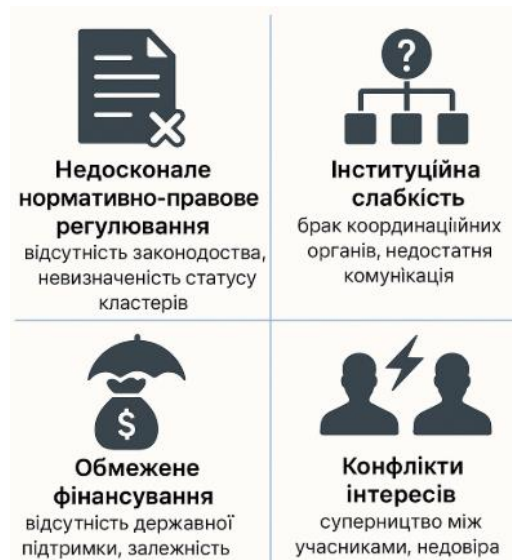 ?
Недосконале
нормативно-правове
регулювання
відсутність законодоства,
невизначеність статусу
кластерів
Інституційна
слабкість
брак координаціійних
органів, недостатня
комунікація
$
Обмежене
фінансування
відсутність державної
підтримки, залежність
Конфлікти
інтересів
суперництво між
учасниками, недовіра